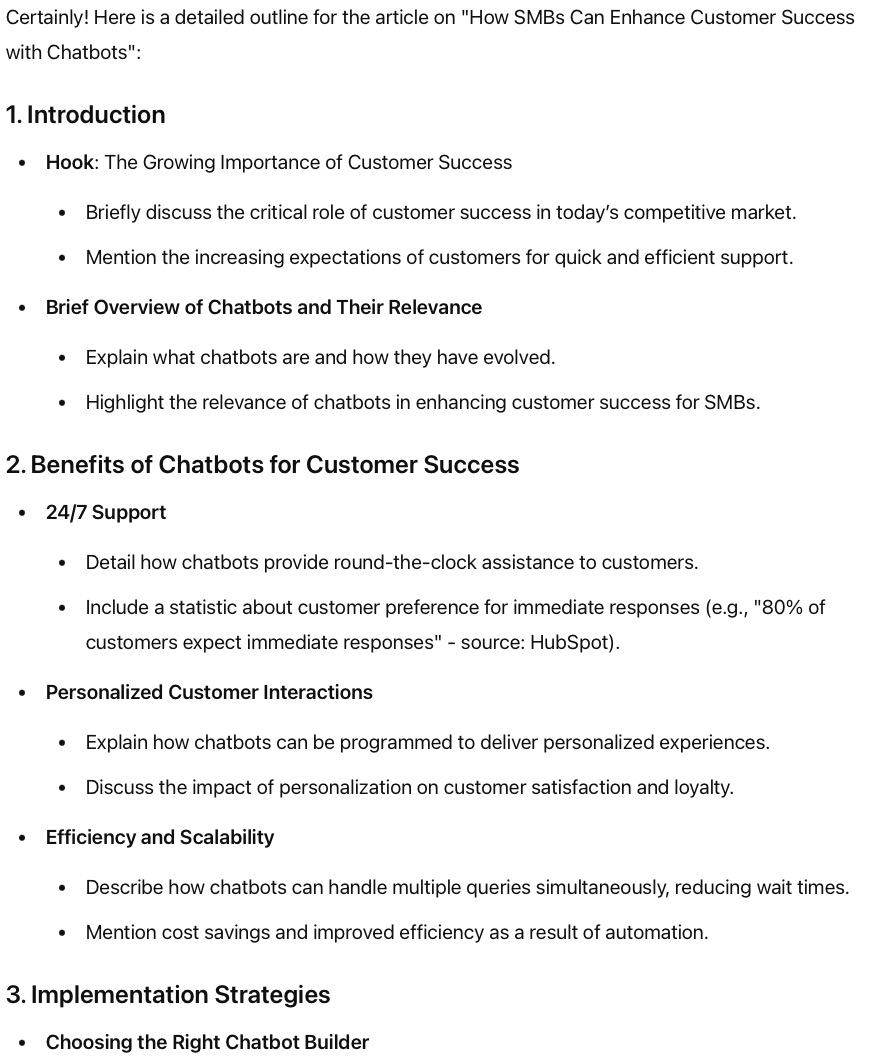 Certainly! Here is a detailed outline for the article on "How SMBs Can Enhance Customer Success
with Chatbots":
1. Introduction
• Hook: The Growing Importance of Customer Success
• Briefly discuss the critical role of customer success in today’s competitive market.
• Mention the increasing expectations of customers for quick and efficient support.
• Brief Overview of Chatbots and Their Relevance
• Explain what chatbots are and how they have evolved.
• Highlight the relevance of chatbots in enhancing customer success for SMBs.
2. Benefits of Chatbots for Customer Success
• 24/7 Support
• Detail how chatbots provide round-the-clock assistance to customers.
• Include a statistic about customer preference for immediate responses (e.g., "80% of
customers expect immediate responses" - source: HubSpot).
• Personalized Customer Interactions
• Explain how chatbots can be programmed to deliver personalized experiences.
• Discuss the impact of personalization on customer satisfaction and loyalty.
• Efficiency and Scalability
• Describe how chatbots can handle multiple queries simultaneously, reducing wait times.
• Mention cost savings and improved efficiency as a result of automation.
3. Implementation Strategies
• Choosing the Right Chatbot Builder